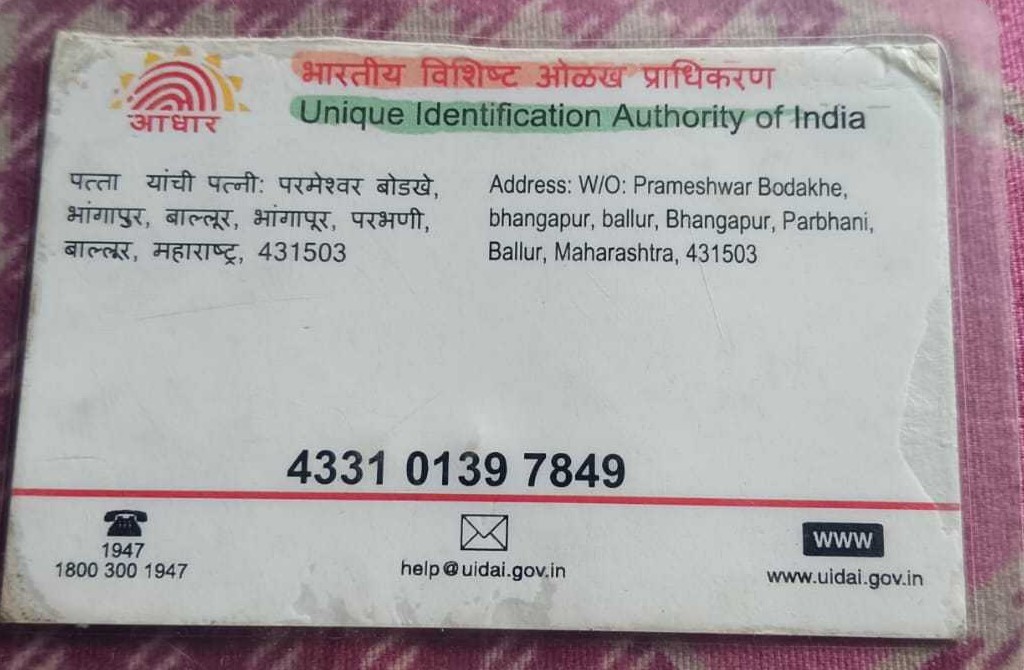 भारतीय विशिष्ट ओळख प्राधिकरण
Unique Identification Authority of India
आधार
पत्ता यांची पत्नी: परमेश्वर बोडखे,
भांगापुर, बाल्लूर, भांगापूर, परभणी,
बाल्लूर, महाराष्ट्र, 431503
Address: W/O: Prameshwar Bodakhe,
bhangapur, ballur, Bhangapur, Parbhani,
Ballur, Maharashtra, 431503
4331 0139 7849
1947
1800 300 1947
help@uidai.gov.in
WWW
www.uidai.gov.in